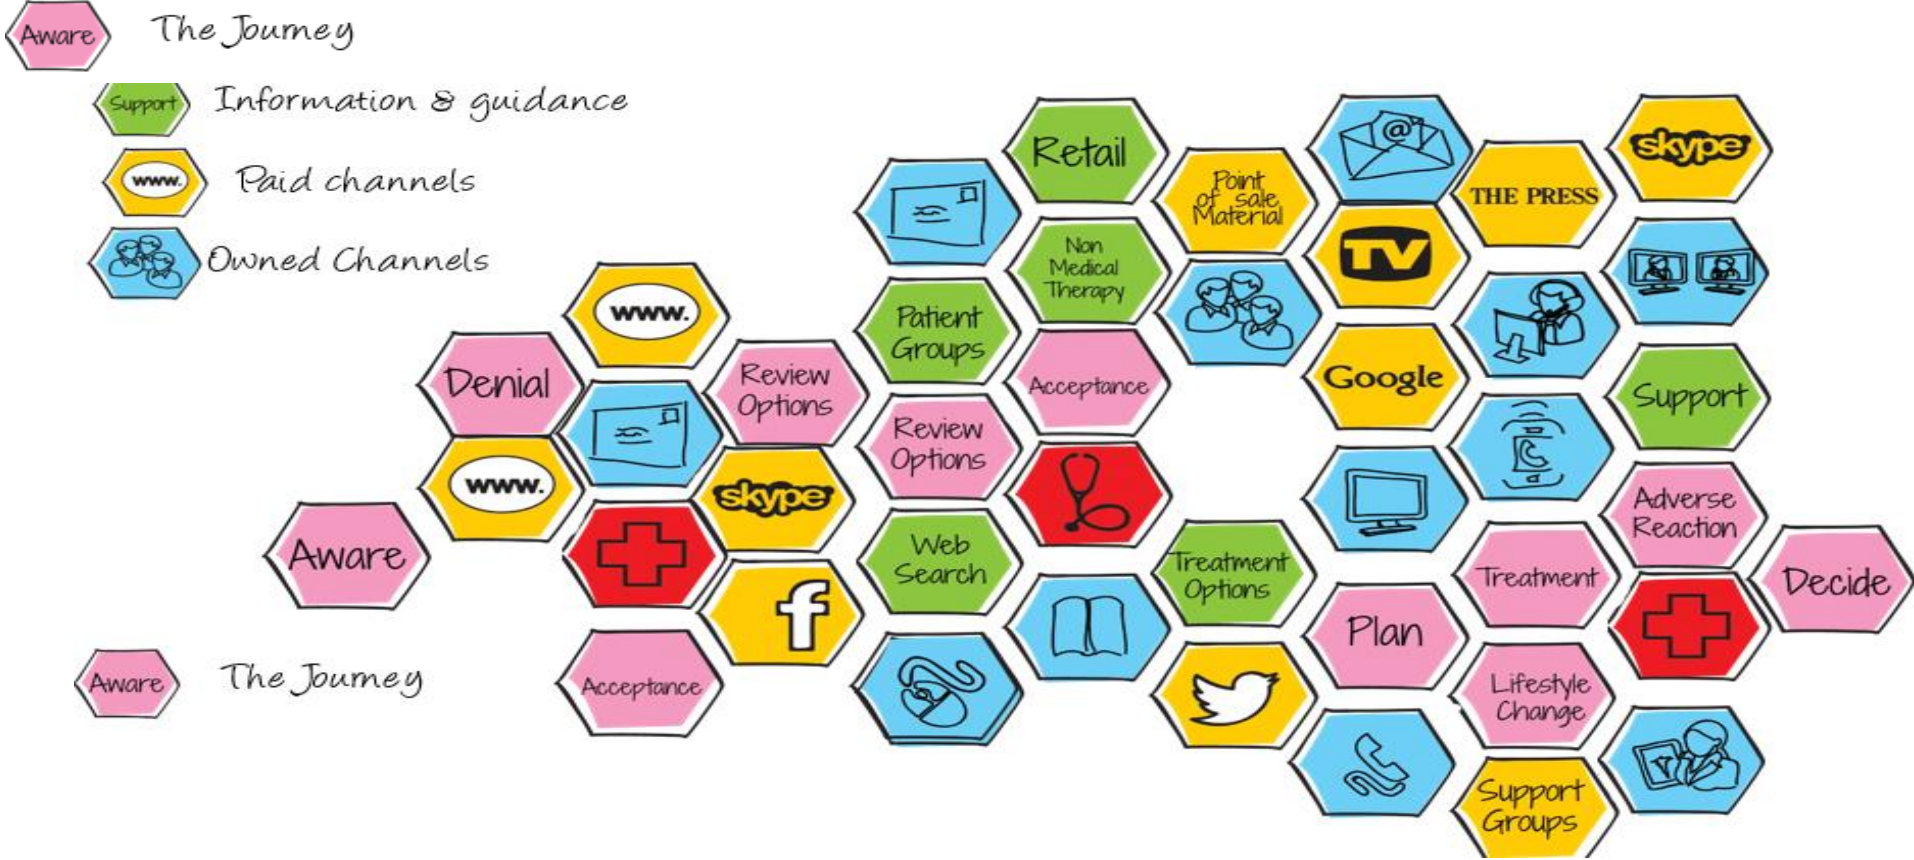 Aware
The Journey
Support
Information & guidance
www.
Paid channels
Owned Channels
Aware
The Journey
Aware
Denial
www.
www.
Acceptance
Review
Options
skype
f
Patient
Groups
Review
Options
Web
Search
Retail
Non
Medical
Therapy
Acceptance
Point
of sale
Material
Treatment
Options
@
TV
Google
Plan
THE PRESS
Treatment
Lifestyle
Change
Support
Groups
skype
Support
Adverse
Reaction
Decide